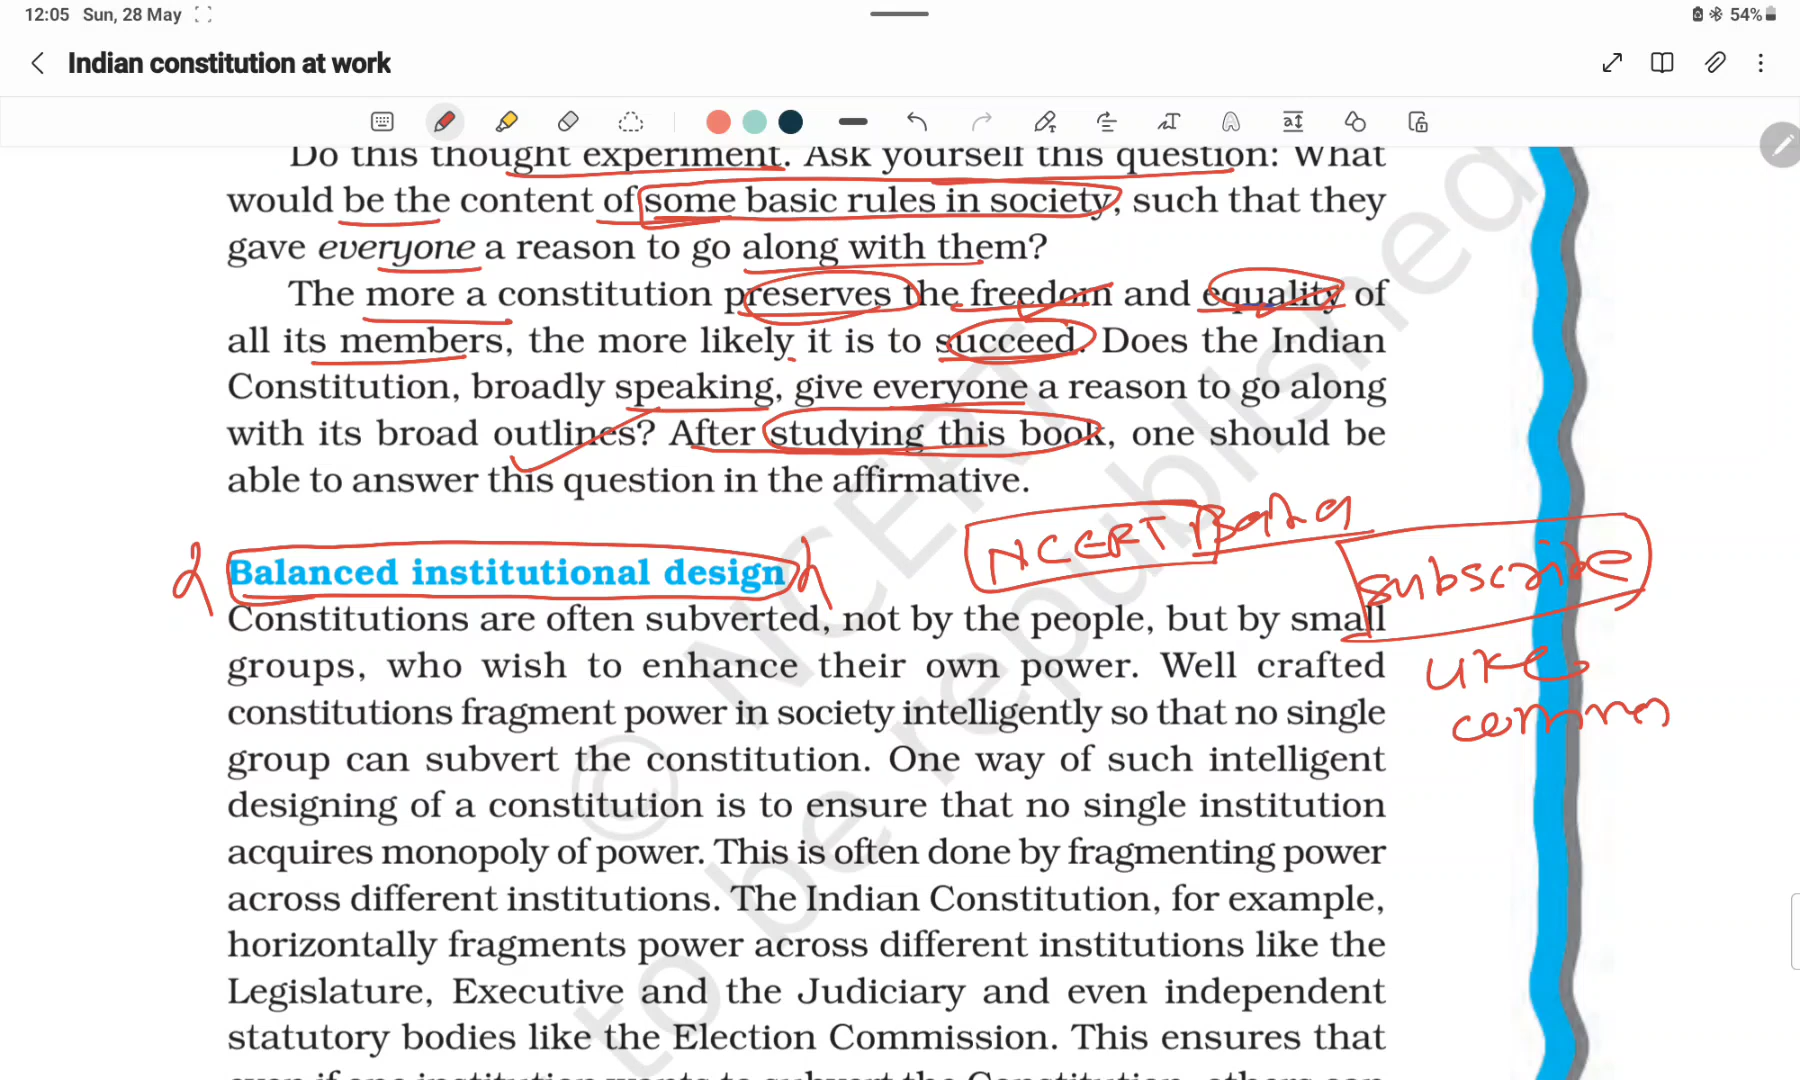 12:05 Sun, 28 May 54%
Indian constitution at work
Do this thought experiment. Ask yourself this question: What
would be the content of some basic rules in society, such that they
gave everyone a reason to go along with them?
The more a constitution preserves the freedom and equality of
all its members, the more likely it is to succeed. Does the Indian
Constitution, broadly speaking, give everyone a reason to go along
with its broad outlines? After studying this book, one should be
able to answer this question in the affirmative.
NCERT
Balanced institutional design
subscribe
Constitutions are often subverted, not by the people, but by small
groups, who wish to enhance their own power. Well crafted
constitutions fragment power in society intelligently so that no single
group can subvert the constitution. One way of such intelligent
designing of a constitution is to ensure that no single institution
acquires monopoly of power. This is often done by fragmenting power
across different institutions. The Indian Constitution, for example,
horizontally fragments power across different institutions like the
Legislature, Executive and the Judiciary and even independent
statutory bodies like the Election Commission. This ensures that
© NCERT
to be republished